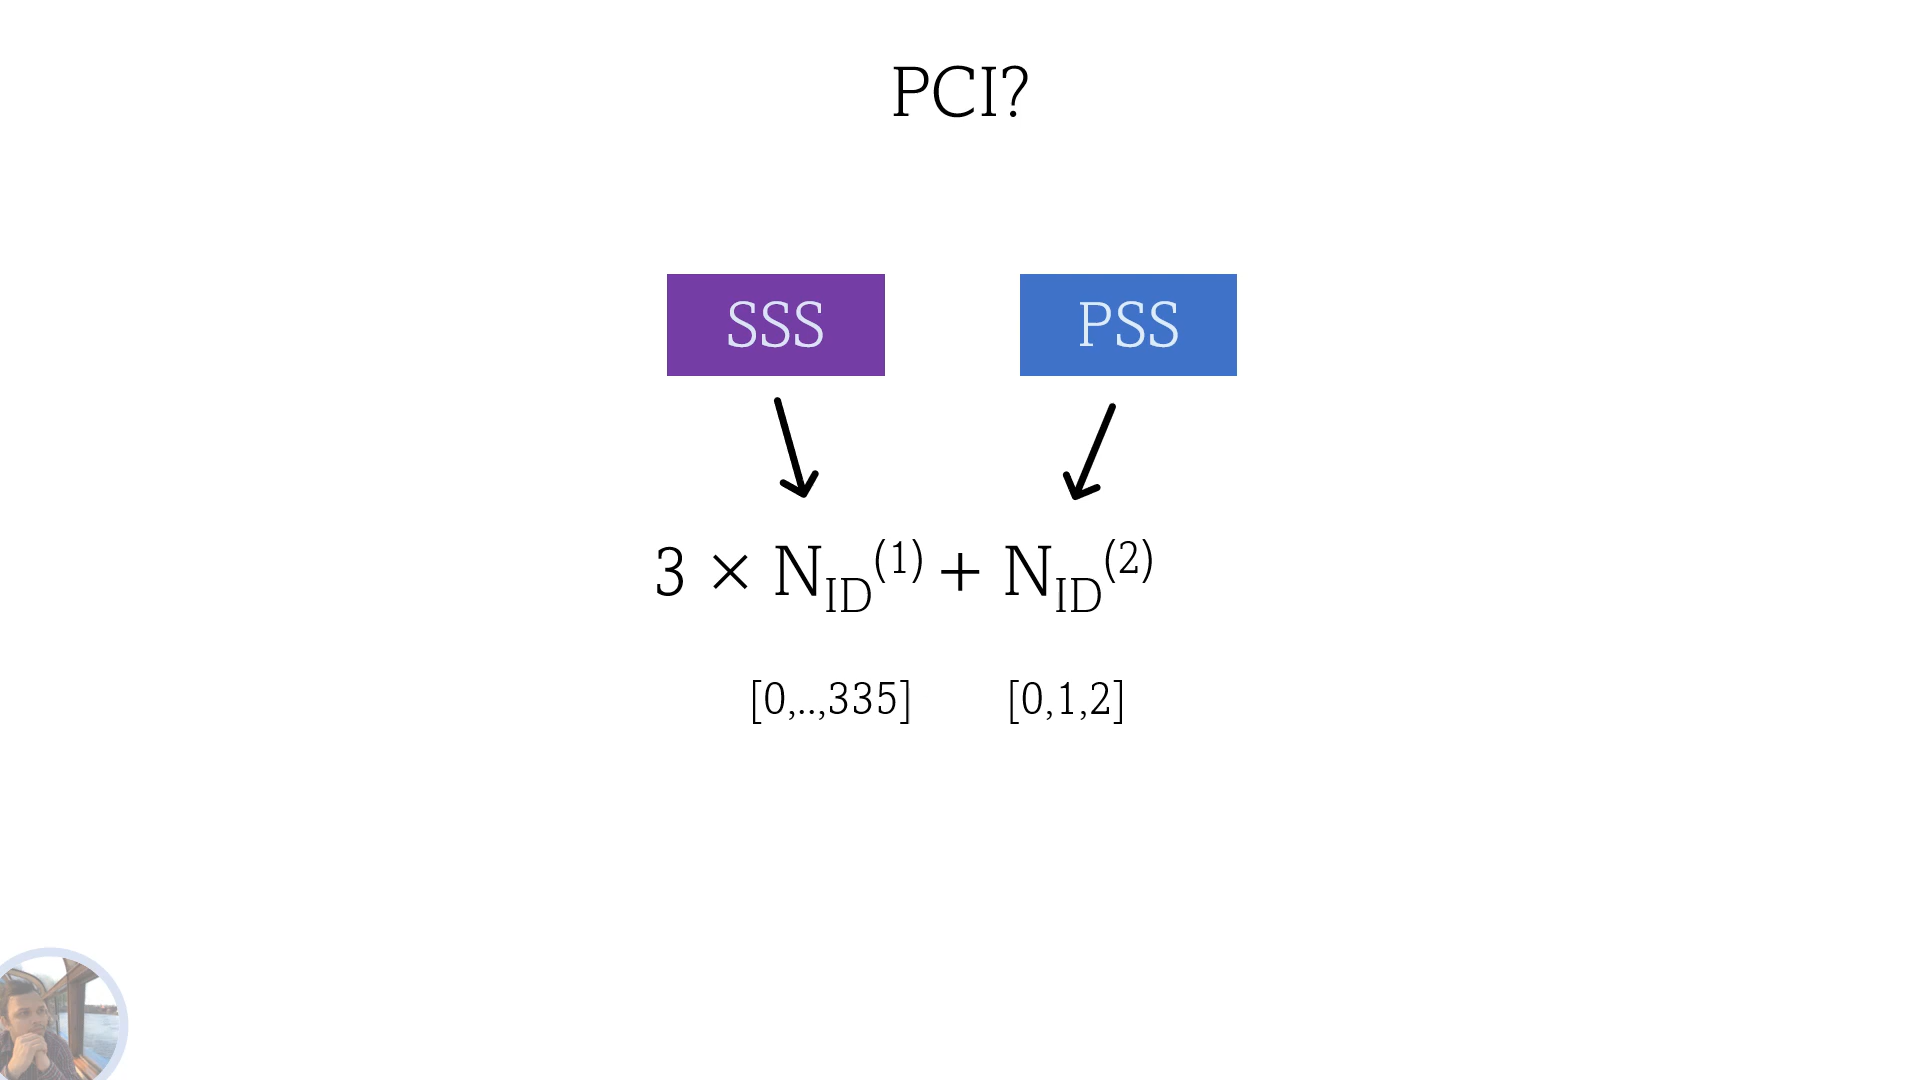 PCI?
SSS
PSS
3 × N_ID^(1) + N_ID^(2)
[0,..,335]
[0,1,2]